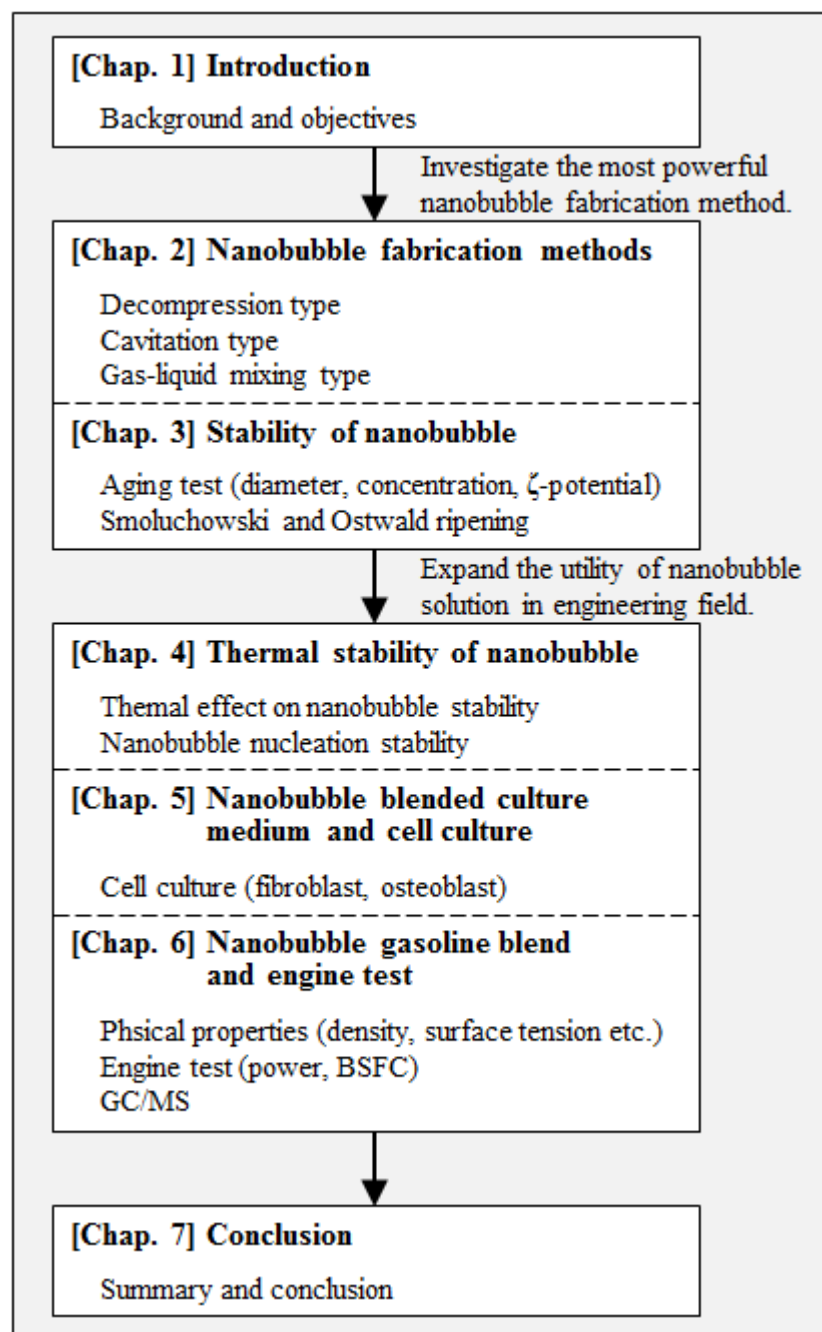 [Chap. 1] Introduction
Background and objectives
Investigate the most powerful
nanobubble fabrication method.
[Chap. 2] Nanobubble fabrication methods
Decompression type
Cavitation type
Gas-liquid mixing type
[Chap. 3] Stability of nanobubble
Aging test (diameter, concentration, ζ-potential)
Smoluchowski and Ostwald ripening
Expand the utility of nanobubble
solution in engineering field.
[Chap. 4] Thermal stability of nanobubble
Themal effect on nanobubble stability
Nanobubble nucleation stability
[Chap. 5] Nanobubble blended culture
medium and cell culture
Cell culture (fibroblast, osteoblast)
[Chap. 6] Nanobubble gasoline blend
and engine test
Phsical properties (density, surface tension etc.)
Engine test (power, BSFC)
GC/MS
[Chap. 7] Conclusion
Summary and conclusion